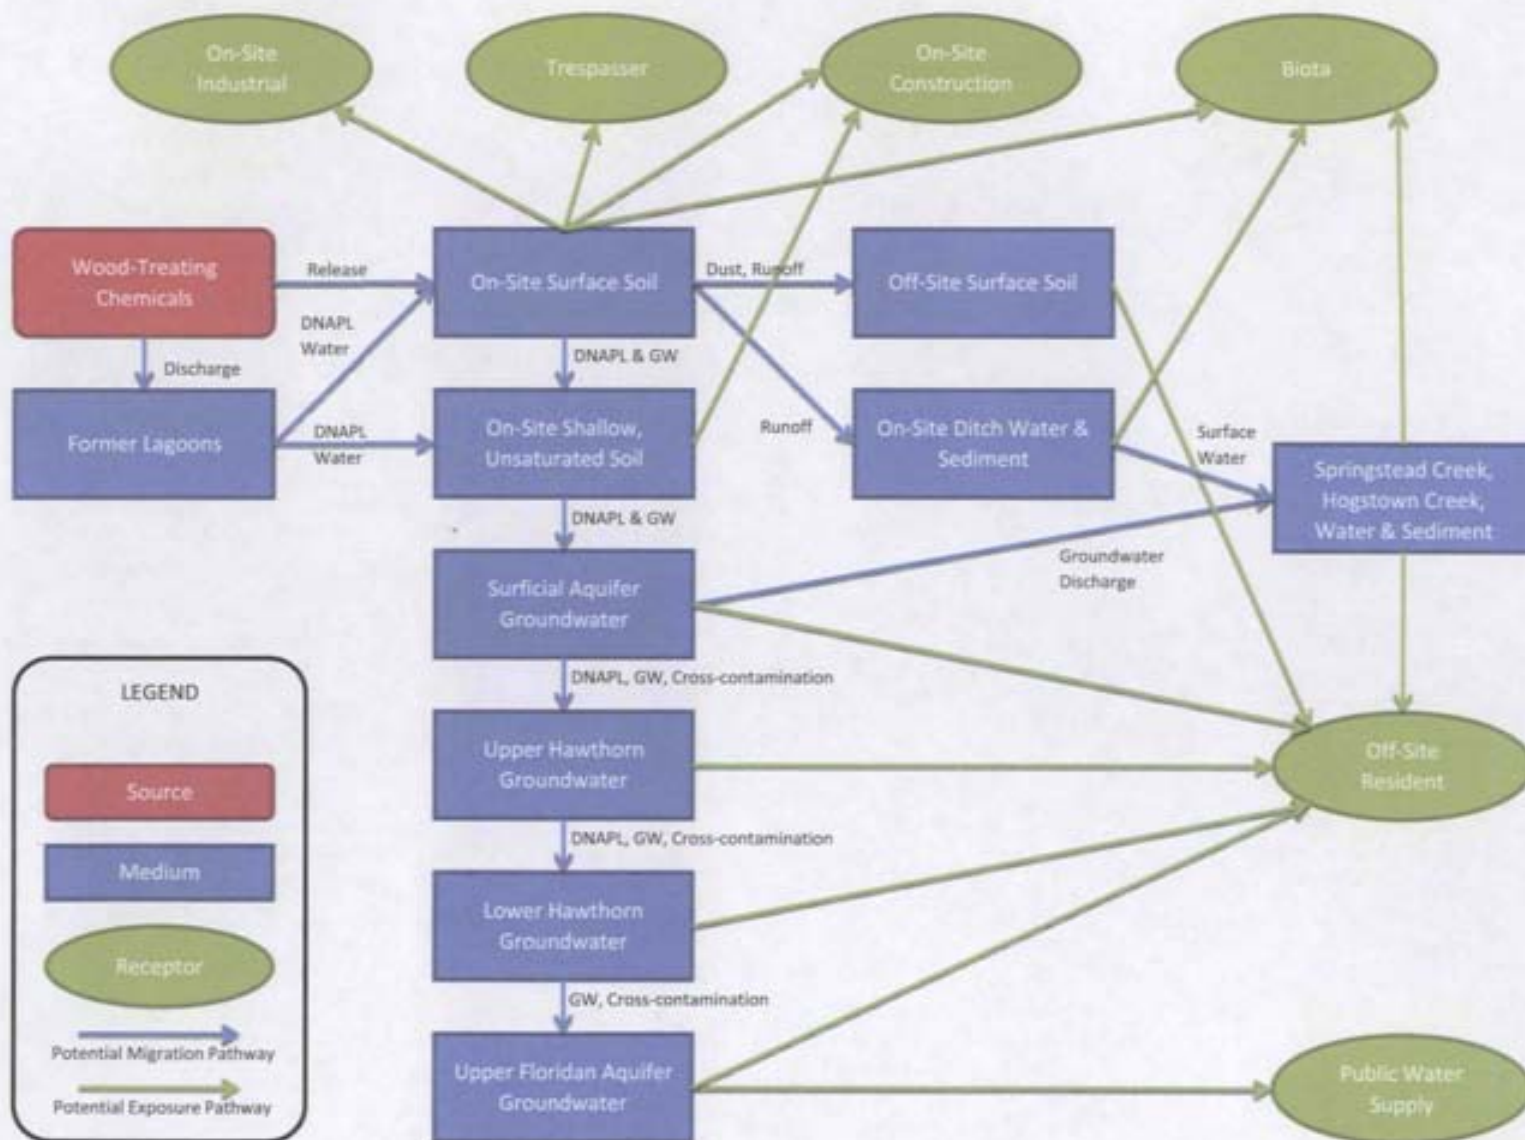 On-Site
Industrial
Trespasser
On-Site
Construction
Biota
Wood-Treating
Chemicals
Release
On-Site Surface Soil
Dust, Runoff
Off-Site Surface Soil
DNAPL
Water
Discharge
DNAPL & GW
Former Lagoons
DNAPL
Water
On-Site Shallow,
Unsaturated Soil
Runoff
On-Site Ditch Water &
Sediment
Surface
Water
Springstead Creek,
Hogstown Creek,
Water & Sediment
DNAPL & GW
Surficial Aquifer
Groundwater
Groundwater
Discharge
DNAPL, GW, Cross-contamination
Upper Hawthorn
Groundwater
Off-Site
Resident
DNAPL, GW, Cross-contamination
Lower Hawthorn
Groundwater
GW, Cross-contamination
Upper Floridan Aquifer
Groundwater
Public Water
Supply
LEGEND
Source
Medium
Receptor
Potential Migration Pathway
Potential Exposure Pathway